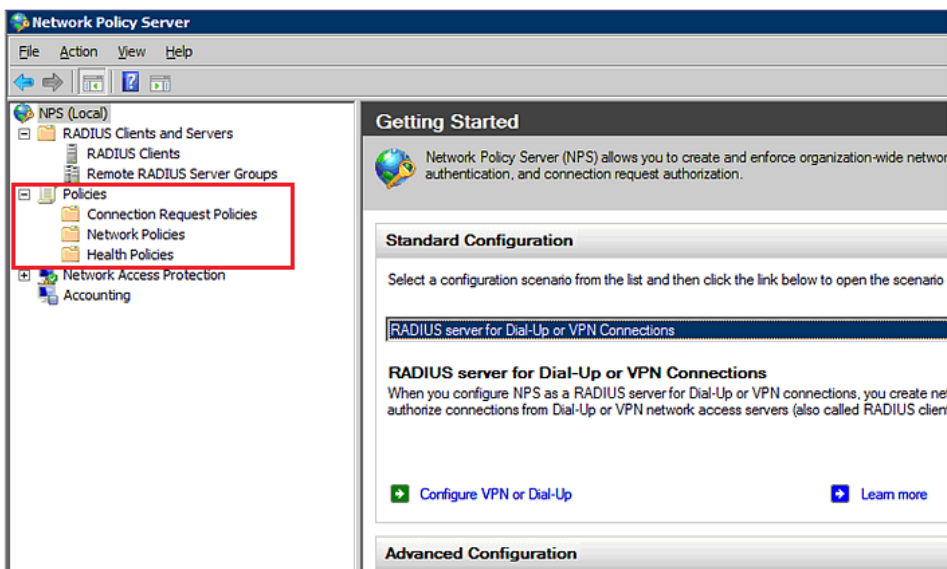 Network Policy Server
File Action View Help
NPS (Local)
RADIUS Clients and Servers
RADIUS Clients
Remote RADIUS Server Groups
Policies
Connection Request Policies
Network Policies
Health Policies
Network Access Protection
Accounting
Getting Started
Network Policy Server (NPS) allows you to create and enforce organization-wide
authentication, and connection request authorization.
Standard Configuration
Select a configuration scenario from the list and then click the link below to open the scenario
RADIUS server for Dial-Up or VPN Connections
RADIUS server for Dial-Up or VPN Connections
When you configure NPS as a RADIUS server for Dial-Up or VPN connections, you create
authorize connections from Dial-Up or VPN network access servers (also called RADIUS
Configure VPN or Dial-Up
Learn more
Advanced Configuration